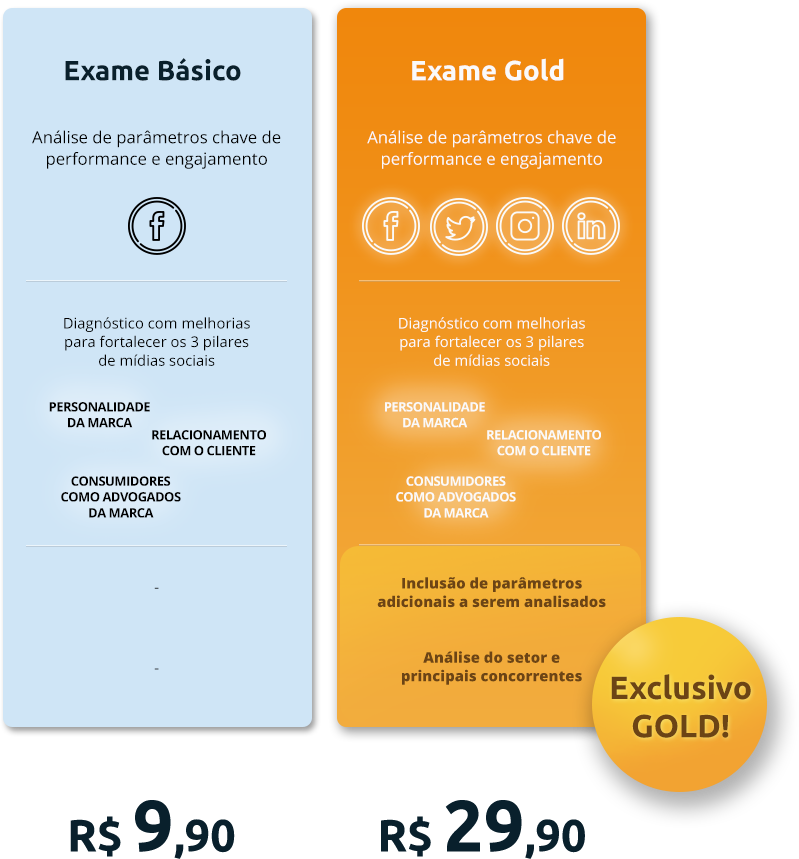 Exame Básico
Análise de parâmetros chave de
performance e engajamento
Diagnóstico com melhorias
para fortalecer os 3 pilares
de mídias sociais
PERSONALIDADE
DA MARCA
RELACIONAMENTO
COM O CLIENTE
CONSUMIDORES
COMO ADVOGADOS
DA MARCA
-
-
R$ 9,90
Exame Gold
Análise de parâmetros chave de
performance e engajamento
Diagnóstico com melhorias
para fortalecer os 3 pilares
de mídias sociais
PERSONALIDADE
DA MARCA
RELACIONAMENTO
COM O CLIENTE
CONSUMIDORES
COMO ADVOGADOS
DA MARCA
Inclusão de parâmetros
adicionais a serem analisados
Análise do setor e
principais concorrentes
Exclusivo
GOLD!
R$ 29,90